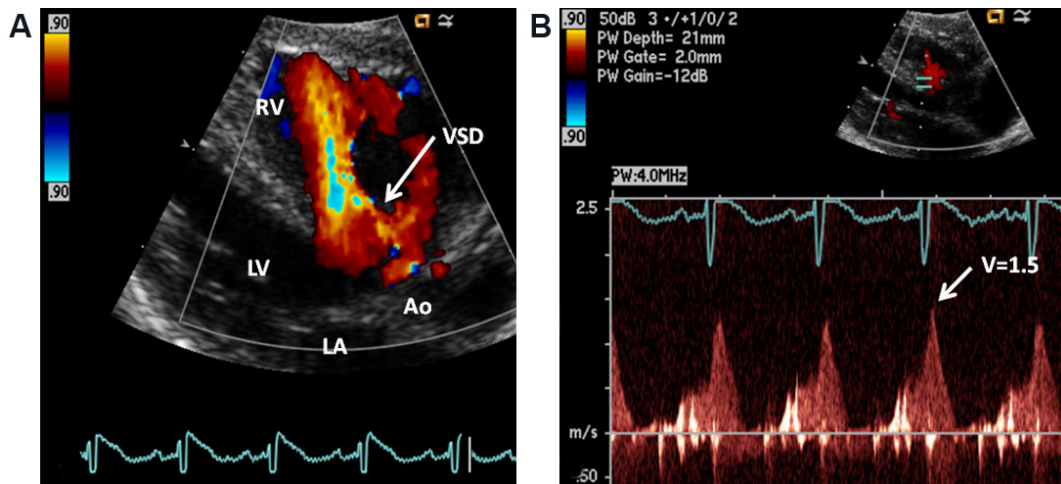 A
.90
.90
RV
VSD
LV
Ao
LA
B
.90
.90
50dB 3 •/+1/0/2
PW Depth= 21mm
PW Gate= 2.0mm
PW Gain=-12dB
PW:4.0MHz
2.5
V=1.5
m/s
.50